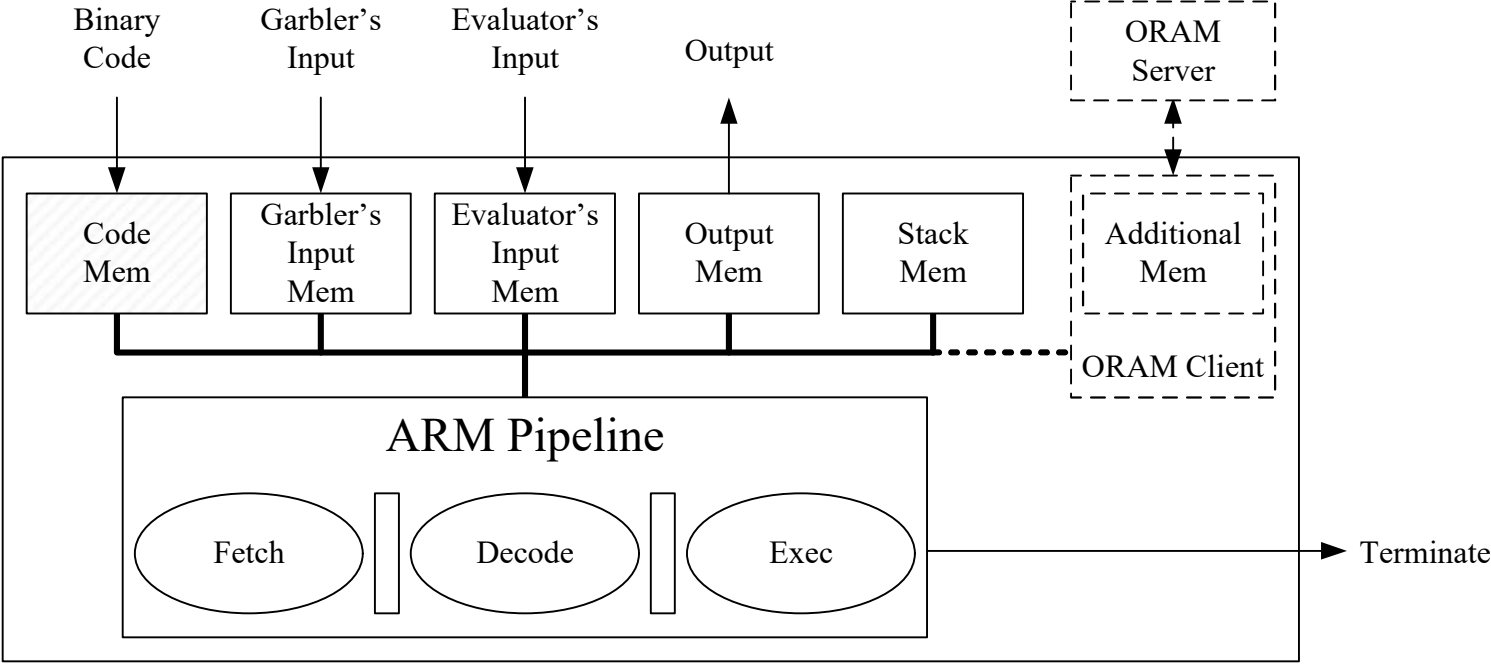 Binary
Code
Garbler’s
Input
Evaluator’s
Input
Output
ORAM
Server
Code
Mem
Garbler’s
Input
Mem
Evaluator’s
Input
Mem
Output
Mem
Stack
Mem
Additional
Mem
ORAM Client
ARM Pipeline
Fetch
Decode
Exec
Terminate